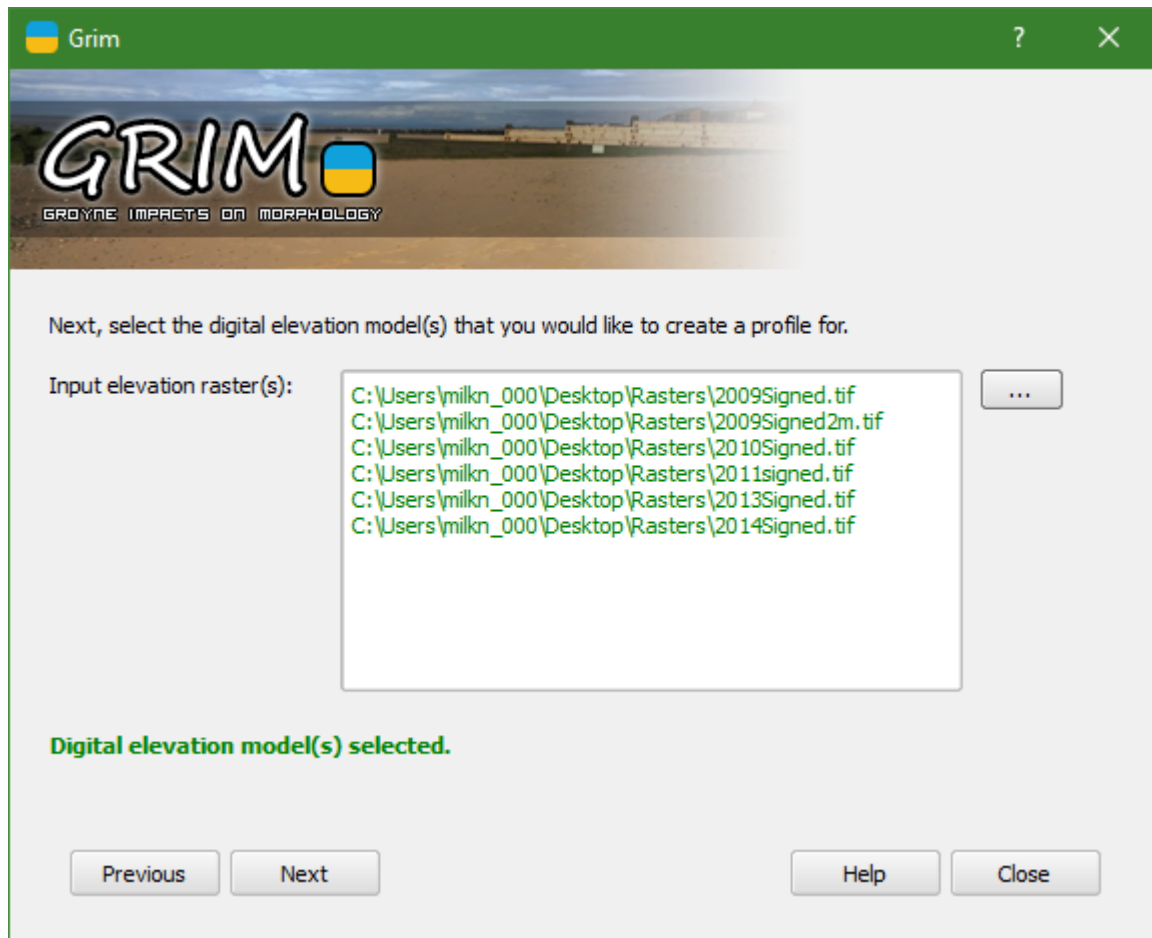 Grim
?
GRIM
GROYNE IMPACTS ON MORPHOLOGY
Next, select the digital elevation model(s) that you would like to create a profile for.
Input elevation raster(s):
C:\Users\milkn_000\Desktop\Rasters\2009Signed.tif
...
C:\Users\milkn_000\Desktop\Rasters\2009Signed2m.tif
C:\Users\milkn_000\Desktop\Rasters\2010Signed.tif
C:\Users\milkn_000\Desktop\Rasters\2011signed.tif
C:\Users\milkn_000\Desktop\Rasters\2013Signed.tif
C:\Users\milkn_000\Desktop\Rasters\2014Signed.tif
Digital elevation model(s) selected.
Previous
Next
Help
Close